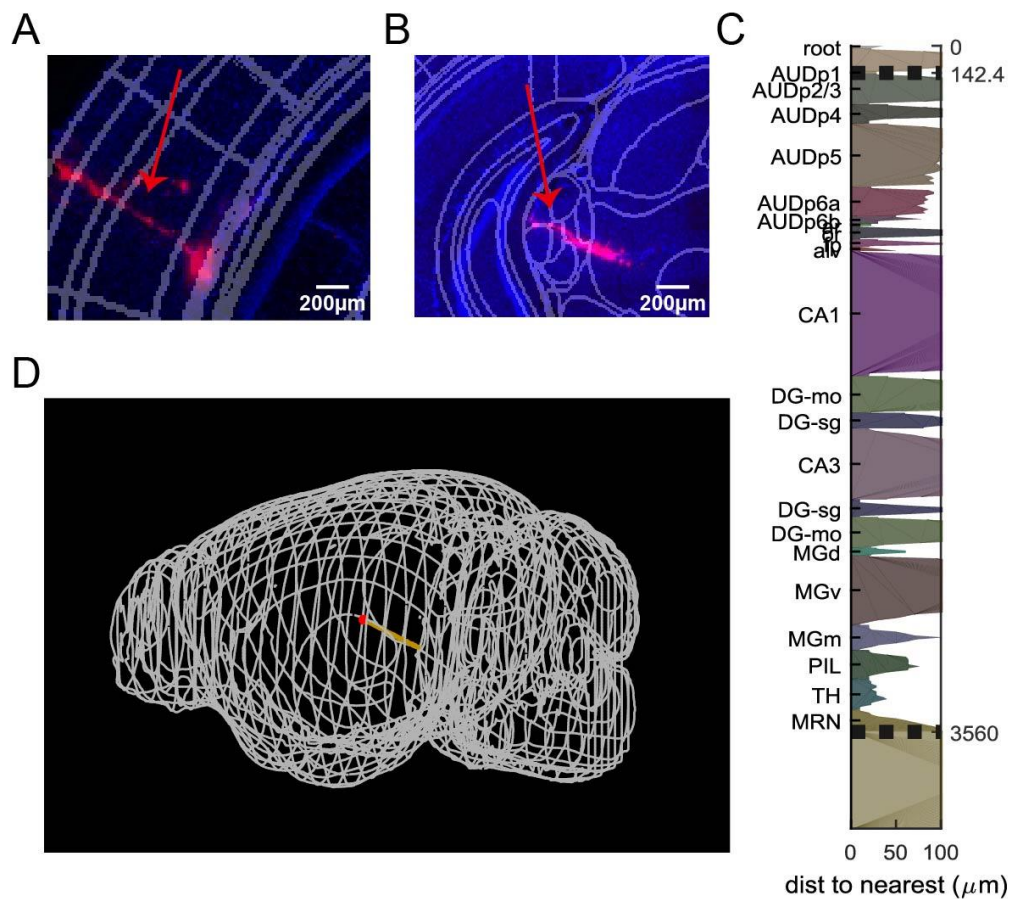 A
B
C
D
200µm
200µm
root
AUDp1
AUDp2/3
AUDp4
AUDp5
AUDp6a
AUDp6b
alv
CA1
DG-mo
DG-sg
CA3
DG-sg
DG-mo
MGd
MGv
MGm
PIL
TH
MRN
0
142.4
3560
0 50 100
dist to nearest (µm)